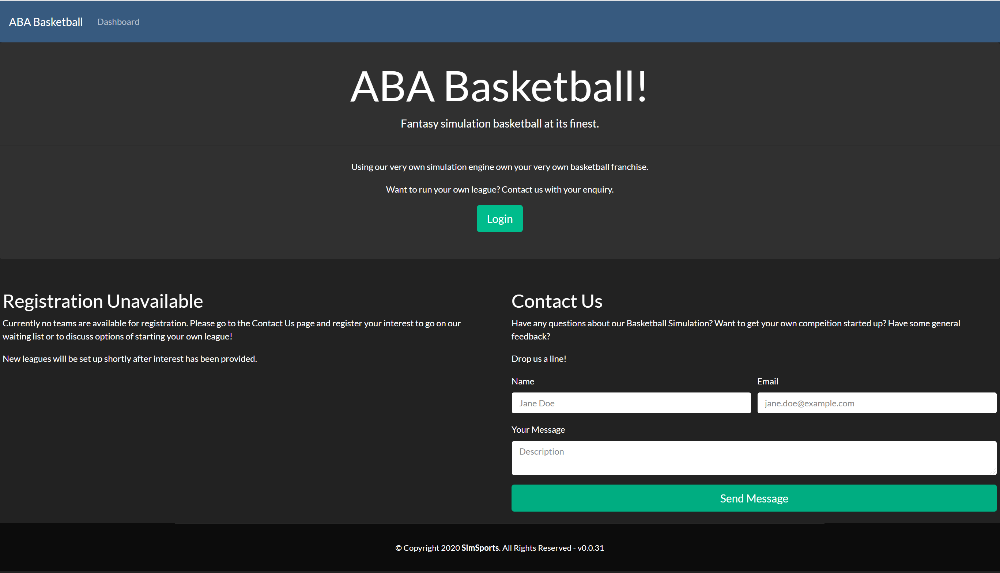 ABA Basketball Dashboard
ABA Basketball!
Fantasy simulation basketball at its finest.
Using our very own simulation engine own your very own basketball franchise.
Want to run your own league? Contact us with your enquiry.
Login
Registration Unavailable
Currently no teams are available for registration. Please go to the Contact Us page and register your interest to go on our
waiting list or to discuss options of starting your own league!
New leagues will be set up shortly after interest has been provided.
Contact Us
Have any questions about our Basketball Simulation? Want to get your own compeition started up? Have some general
feedback?
Drop us a line!
Name
Jane Doe
Email
jane.doe@example.com
Your Message
Description
Send Message
© Copyright 2020 SimSports. All Rights Reserved - v0.0.31